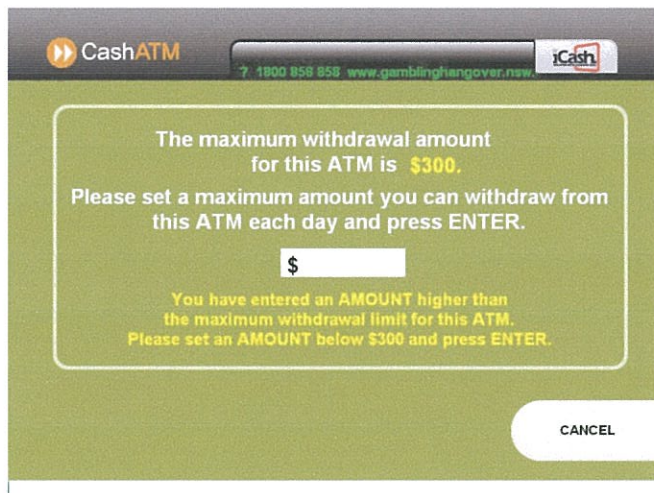 CashATM
? 1800 858 858 www.gamblinghangover.nsw.
iCash
The maximum withdrawal amount
for this ATM is $300.
Please set a maximum amount you can withdraw from
this ATM each day and press ENTER.
$
You have entered an AMOUNT higher than
the maximum withdrawal limit for this ATM.
Please set an AMOUNT below $300 and press ENTER.
CANCEL